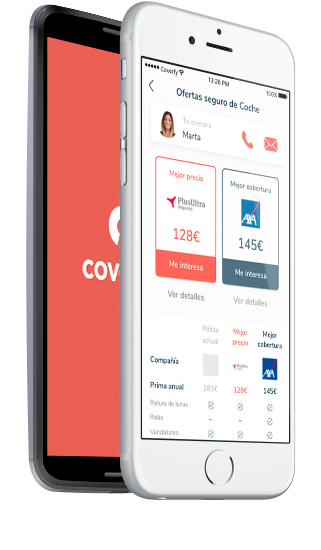 COV
Coverfy
13:26 PM
100%
Ofertas seguro de Coche
Tu asesora
Marta
Mejor precio
PlusUltra
Seguros
128€
Me interesa
Ver detalles
Mejor cobertura
AXA
145€
Me interesa
Ver detalles
Póliza actual
Mejor precio
Mejor cobertura
Compañía
PlusUltra
AXA
Prima anual 285€ 128€ 145€
Rotura de lunas
Robo - -
Vandalismo